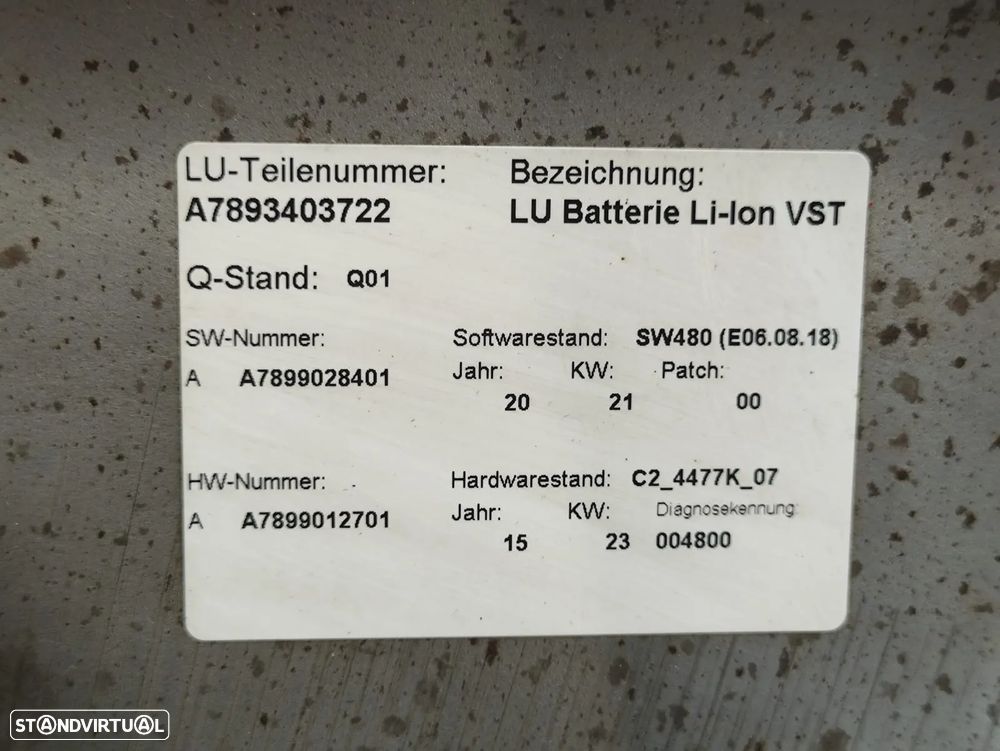 LU-Teilenummer: Bezeichnung:
A7893403722 LU Batterie Li-Ion VST
Q-Stand: Q01
SW-Nummer: Softwarestand: SW480 (E06.08.18)
A A7899028401 Jahr: KW: Patch:
20 21 00
HW-Nummer: Hardwarestand: C2_4477K_07
A A7899012701 Jahr: KW: Diagnosekennung:
15 23 004800
STANDVIRTUAL